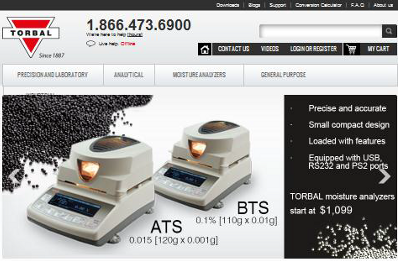 Downloads | Blogs | Support | Conversion Calculator | F.A.Q. | About us
TORBAL
Since 1897
1.866.473.6900
We're here to help (hours)
Live help Offline
CONTACT US
VIDEOS
LOGIN OR REGISTER
MY CART
PRECISION AND LABORATORY
ANALYTICAL
MOISTURE ANALYZERS
GENERAL PURPOSE
ATS
0.015 [120g x 0.001g]
BTS
0.1% [110g x 0.01g]
· Precise and accurate
· Small compact design
· Loaded with features
· Equipped with USB,
RS232 and PS2 ports
TORBAL moisture analyzers
start at $1,099